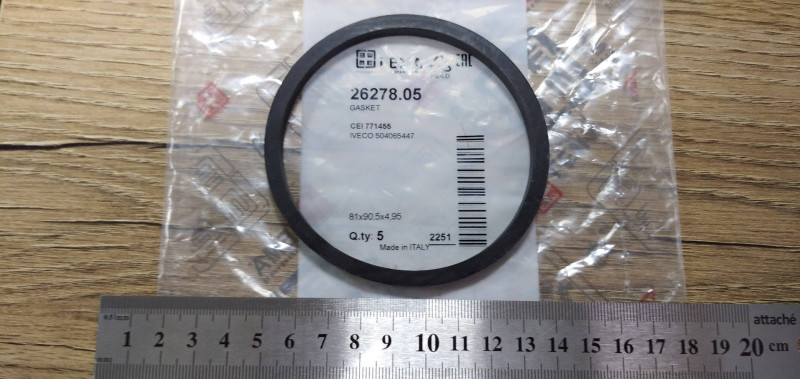 26278.05
GASKET
CEI 771455
IVECO 504065447
81x90,5x4,95
Q.ty: 5
2251
Made in ITALY
attaché
1 2 3 4 5 6 7 8 9 10 11 12 13 14 15 16 17 18 19 20 cm